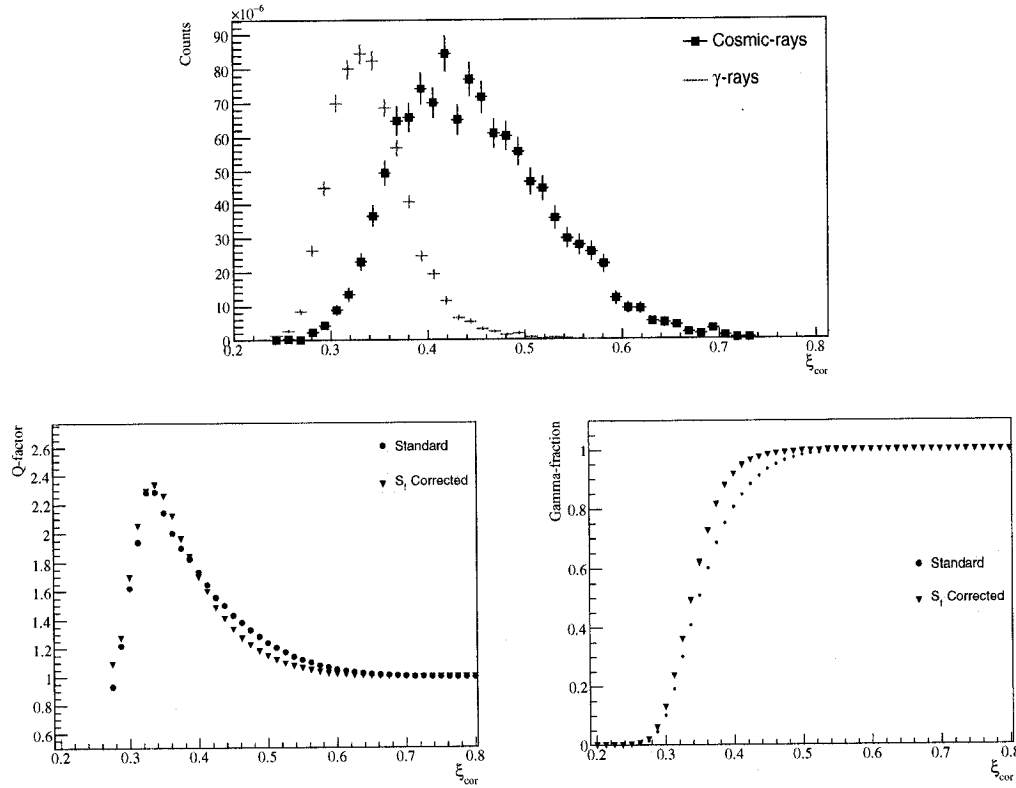 ×10⁻⁶
Counts
90
80
70
60
50
40
30
20
10
0
0.2 0.3 0.4 0.5 0.6 0.7 0.8
ξcor
Cosmic-rays
γ-rays
Q-factor
2.6
2.4
2.2
2
1.8
1.6
1.4
1.2
1
0.8
0.6
0.2 0.3 0.4 0.5 0.6 0.7 0.8
ξcor
Standard
S₁ Corrected
Gamma-fraction
1
0.8
0.6
0.4
0.2
0
0.2 0.3 0.4 0.5 0.6 0.7 0.8
ξcor
Standard
S₁ Corrected